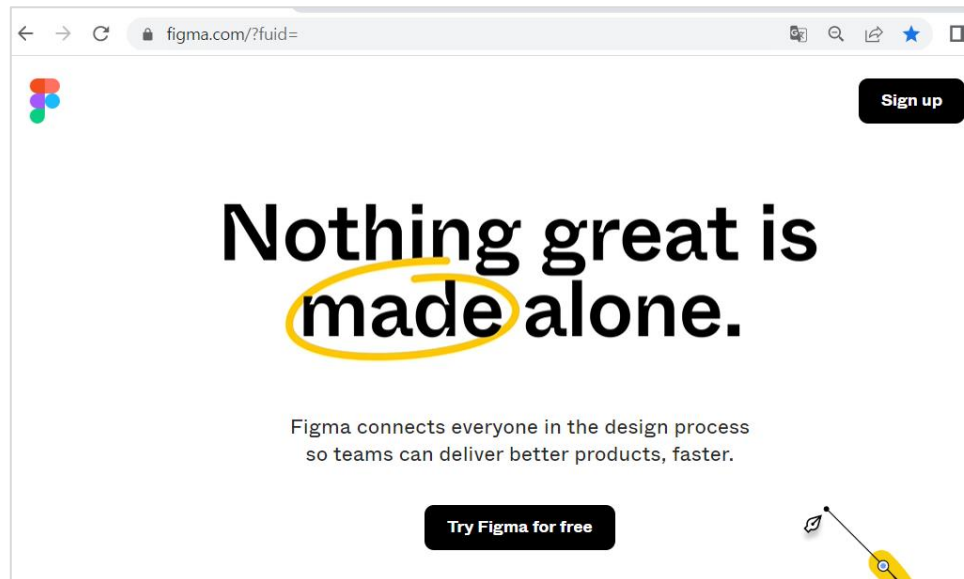 figma.com/?fuid=
Sign up
Nothing great is
made alone.
Figma connects everyone in the design process
so teams can deliver better products, faster.
Try Figma for free